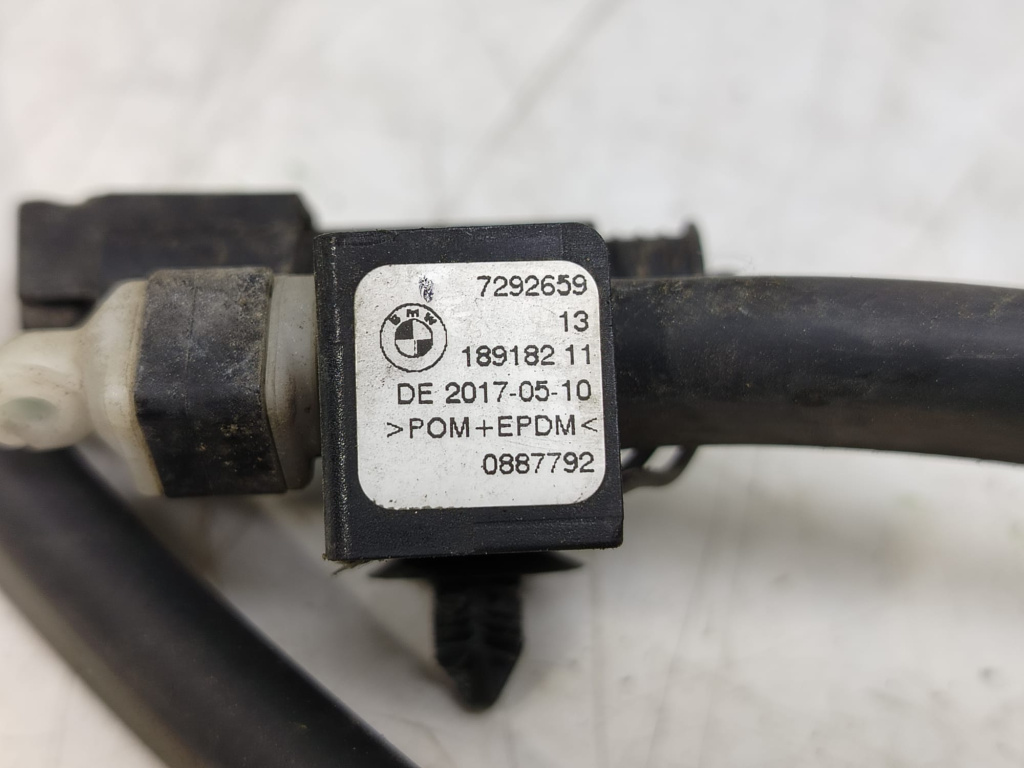 7292659
13
BMW
189182 11
DE 2017-05-10
>POM+EPDM<
0887792